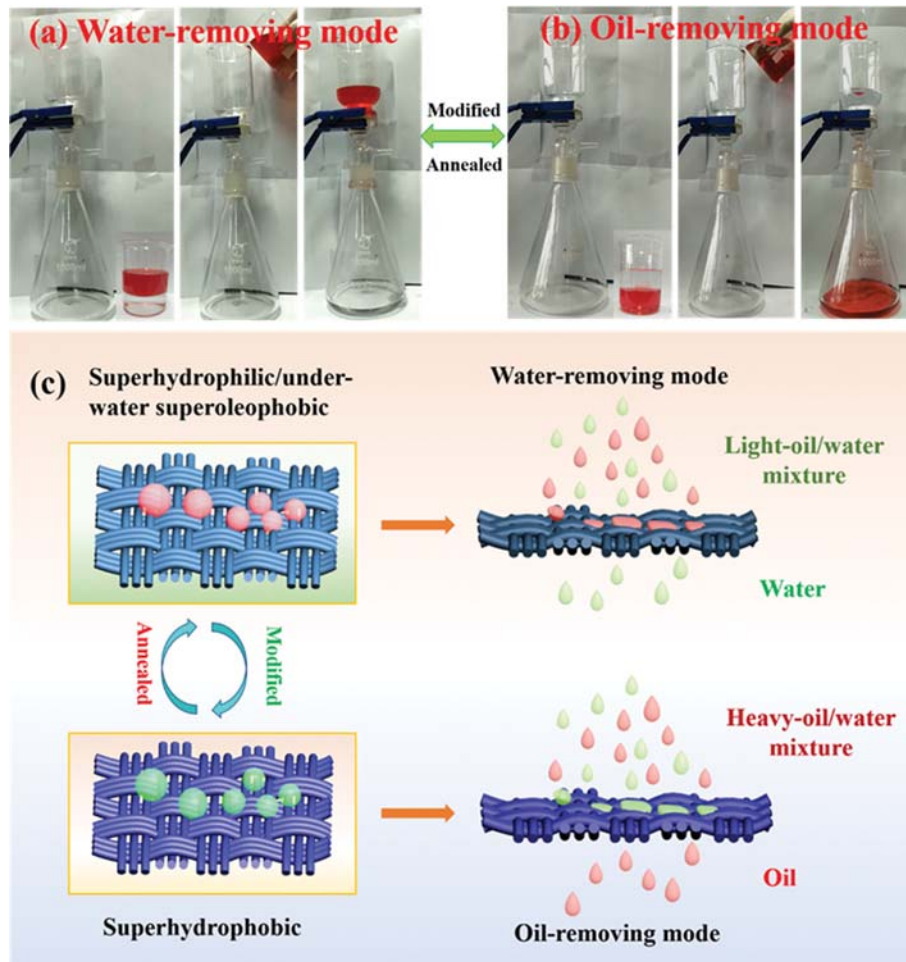 (a) Water-removing mode
Modified
Annealed
(b) Oil-removing mode
(c)
Superhydrophilic/under-
water superoleophobic
Water-removing mode
Light-oil/water
mixture
Water
Annealed
Modified
Heavy-oil/water
mixture
Oil
Superhydrophobic
Oil-removing mode